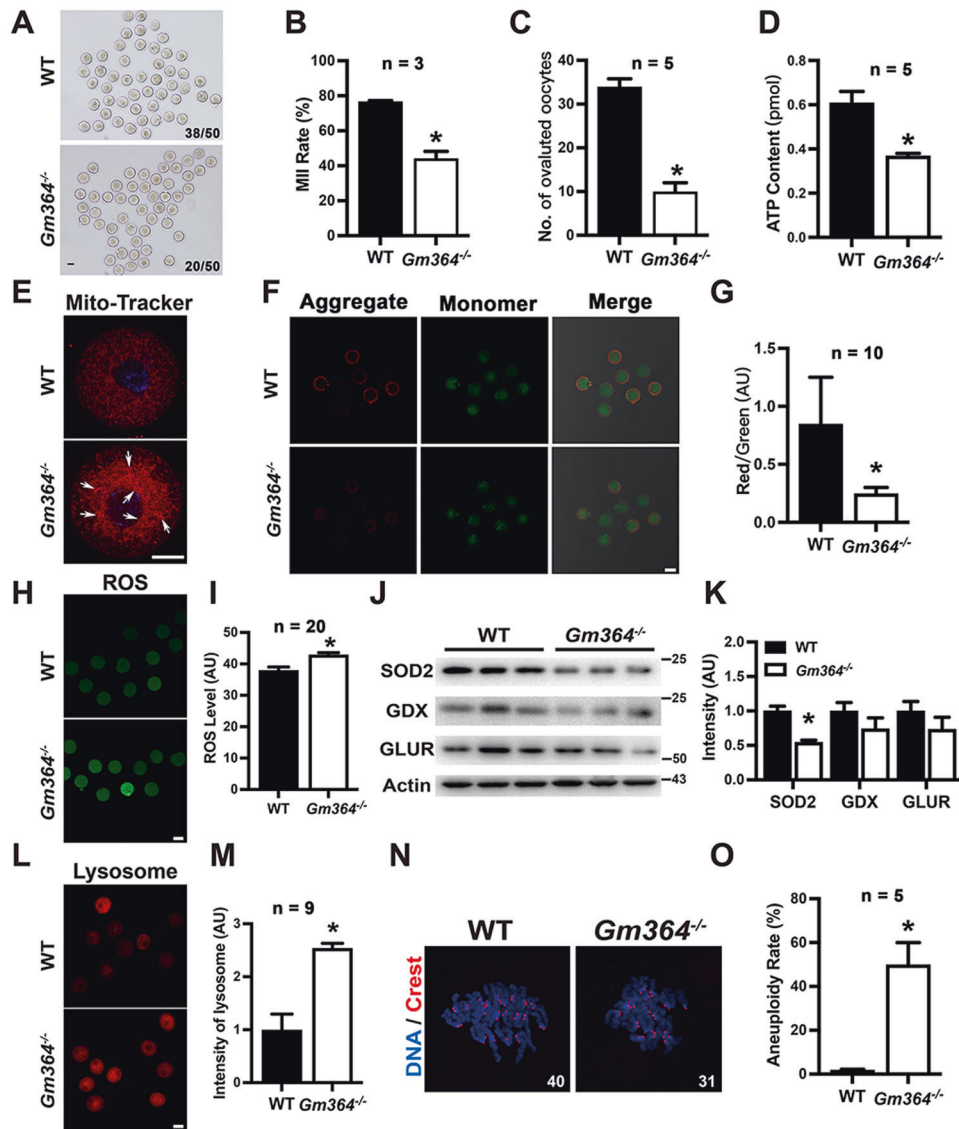 A
WT
38/50
Gm364-/-
20/50
B
n = 3
MII Rate (%)
100
80
60
40
20
0
*
WT Gm364-/-
C
n = 5
No. of ovaluted oocytes
40
30
20
10
0
*
WT Gm364-/-
D
n = 5
ATP Content (pmol)
0.8
0.6
0.4
0.2
0.0
*
WT Gm364-/-
E
Mito-Tracker
WT
Gm364-/-
F
Aggregate Monomer Merge
WT
Gm364-/-
G
n = 10
Red/Green (AU)
1.5
1.0
0.5
0.0
*
WT Gm364-/-
H
ROS
WT
Gm364-/-
I
n = 20
ROS Level (AU)
50
40
30
20
10
0
*
WT Gm364-/-
J
WT Gm364-/-
SOD2
25
GDX
25
GLUR
50
Actin
43
K
WT
Gm364-/-
Intensity (AU)
2.0
1.5
1.0
0.5
0.0
*
SOD2 GDX GLUR
L
Lysosome
WT
Gm364-/-
M
n = 9
Intensity of lysosome (AU)
3
2
1
0
*
WT Gm364-/-
N
WT Gm364-/-
DNA / Crest
40
31
O
n = 5
Aneuploidy Rate (%)
80
60
40
20
0
*
WT Gm364-/-